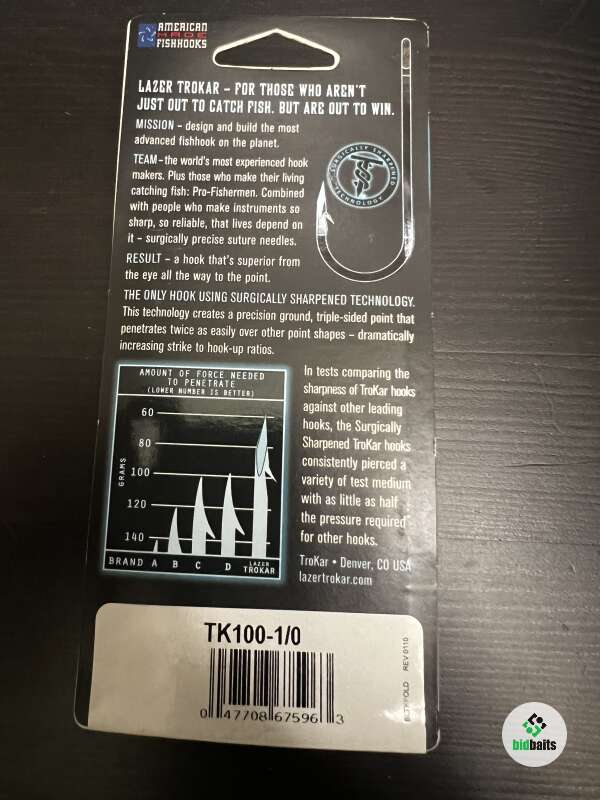 AMERICAN
MADE
FISHHOOKS
LAZER TROKAR – FOR THOSE WHO AREN'T
JUST OUT TO CATCH FISH. BUT ARE OUT TO WIN.
MISSION – design and build the most
advanced fishhook on the planet.
TEAM – the world's most experienced hook
makers. Plus those who make their living
catching fish: Pro-Fishermen. Combined
with people who make instruments so
sharp, so reliable, that lives depend on
it – surgically precise suture needles.
RESULT – a hook that's superior from
the eye all the way to the point.
SURGICALLY SHARPENED
TECHNOLOGY
THE ONLY HOOK USING SURGICALLY SHARPENED TECHNOLOGY.
This technology creates a precision ground, triple-sided point that
penetrates twice as easily over other point shapes – dramatically
increasing strike to hook-up ratios.
AMOUNT OF FORCE NEEDED
TO PENETRATE
(LOWER NUMBER IS BETTER)
60
80
100
120
140
GRAMS
BRAND A B C D LAZER TROKAR
In tests comparing the
sharpness of TroKar hooks
against other leading
hooks, the Surgically
Sharpened TroKar hooks
consistently pierced a
variety of test medium
with as little as half
the pressure required
for other hooks.
TroKar • Denver, CO USA
lazertrokar.com
TK100-1/0
0 47708 67596 3
REV 0110
bidbaits